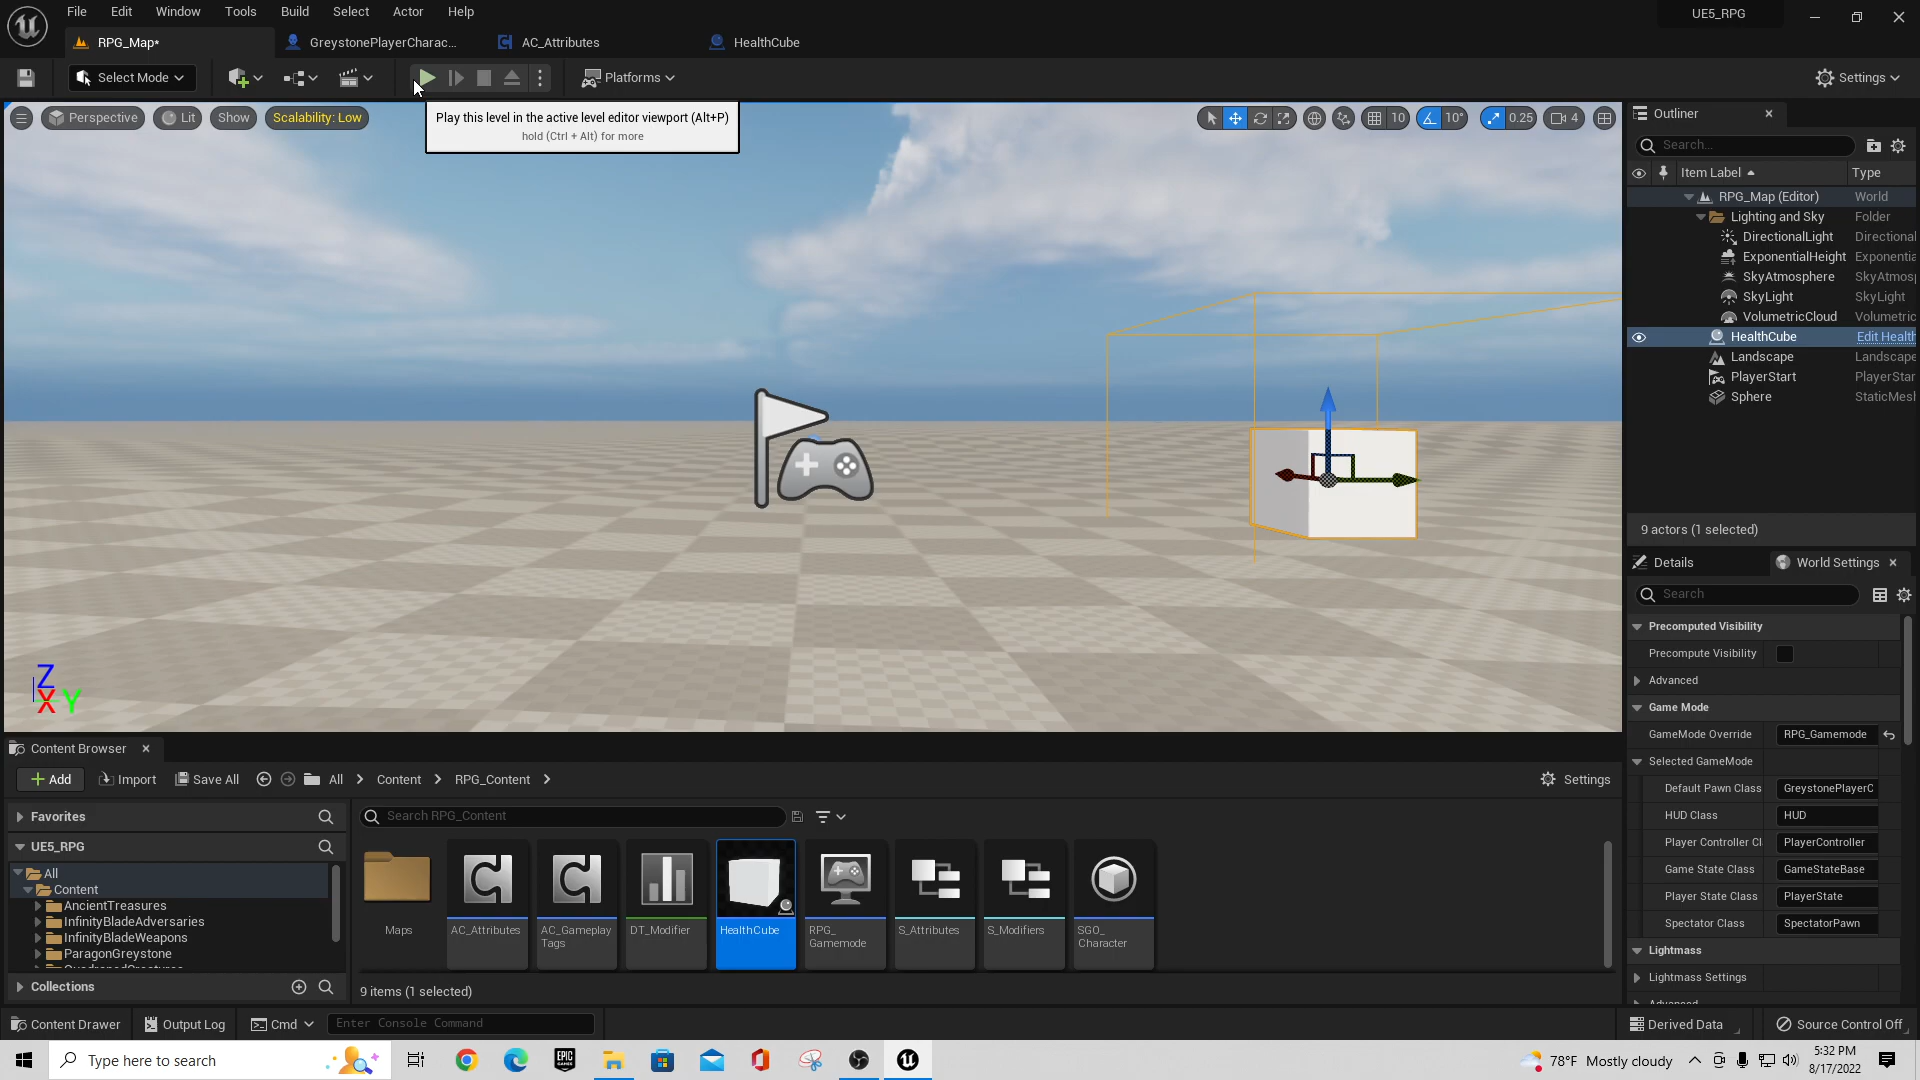 File Edit Window Tools Build Select Actor Help
UE5_RPG
RPG_Map*
GreystonePlayerCharac...
AC_Attributes
HealthCube
Select Mode
Platforms
Settings
Perspective
Lit
Show
Scalability: Low
Play this level in the active level editor viewport (Alt+P)
hold (Ctrl + Alt) for more
10
10°
0.25
4
Outliner
Search...
Item Label
Type
RPG_Map (Editor) World
Lighting and Sky Folder
DirectionalLight Directional
ExponentialHeight Exponentia
SkyAtmosphere SkyAtmos
SkyLight SkyLight
VolumetricCloud Volumetric
HealthCube Edit Health
Landscape Landscape
PlayerStart PlayerStar
Sphere StaticMesl
9 actors (1 selected)
Details
World Settings
Search
Precomputed Visibility
Precompute Visibility
Advanced
Game Mode
GameMode Override RPG_Gamemode
Selected GameMode
Default Pawn Class GreystonePlayerC
HUD Class HUD
Player Controller Cl PlayerController
Game State Class GameStateBase
Player State Class PlayerState
Spectator Class SpectatorPawn
Lightmass
Lightmass Settings
Z
X Y
Content Browser
Add
Import
Save All
All
Content
RPG_Content
Settings
Favorites
Search RPG_Content
UE5_RPG
All
Content
AncientTreasures
InfinityBladeAdversaries
InfinityBladeWeapons
ParagonGreystone
Collections
Maps
AC_Attributes
AC_Gameplay
Tags
DT_Modifier
HealthCube
RPG_
Gamemode
S_Attributes
S_Modifiers
SGO_
Character
9 items (1 selected)
Content Drawer
Output Log
Cmd
Enter Console Command
Derived Data
Source Control Off
Type here to search
EPIC
GAMES
78°F Mostly cloudy
5:32 PM
8/17/2022